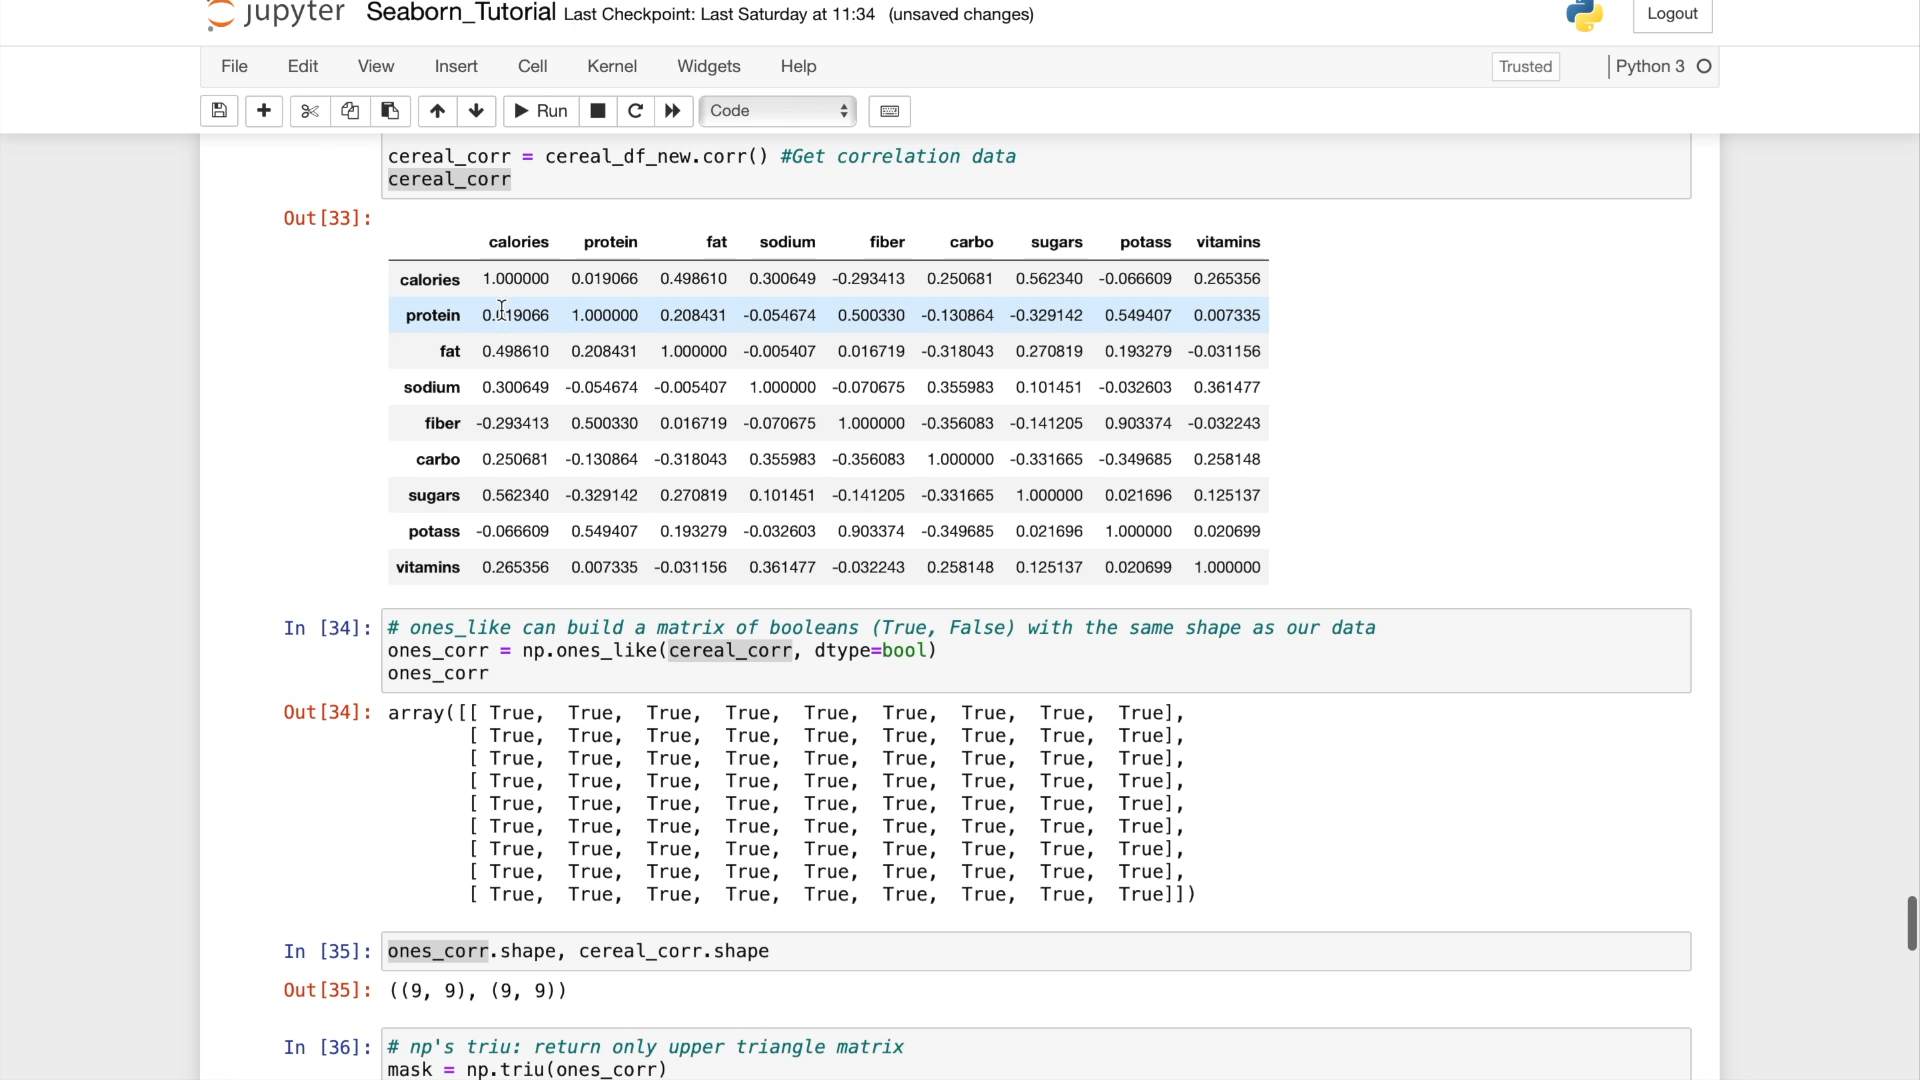 jupyter Seaborn_Tutorial Last Checkpoint: Last Saturday at 11:34 (unsaved changes) Logout
File Edit View Insert Cell Kernel Widgets Help Trusted Python 3
Run Code
cereal_corr = cereal_df_new.corr() #Get correlation data
cereal_corr
Out[33]:
calories protein fat sodium fiber carbo sugars potass vitamins
calories 1.000000 0.019066 0.498610 0.300649 -0.293413 0.250681 0.562340 -0.066609 0.265356
protein 0.019066 1.000000 0.208431 -0.054674 0.500330 -0.130864 -0.329142 0.549407 0.007335
fat 0.498610 0.208431 1.000000 -0.005407 0.016719 -0.318043 0.270819 0.193279 -0.031156
sodium 0.300649 -0.054674 -0.005407 1.000000 -0.070675 0.355983 0.101451 -0.032603 0.361477
fiber -0.293413 0.500330 0.016719 -0.070675 1.000000 -0.356083 -0.141205 0.903374 -0.032243
carbo 0.250681 -0.130864 -0.318043 0.355983 -0.356083 1.000000 -0.331665 -0.349685 0.258148
sugars 0.562340 -0.329142 0.270819 0.101451 -0.141205 -0.331665 1.000000 0.021696 0.125137
potass -0.066609 0.549407 0.193279 -0.032603 0.903374 -0.349685 0.021696 1.000000 0.020699
vitamins 0.265356 0.007335 -0.031156 0.361477 -0.032243 0.258148 0.125137 0.020699 1.000000
In [34]: # ones_like can build a matrix of booleans (True, False) with the same shape as our data
ones_corr = np.ones_like(cereal_corr, dtype=bool)
ones_corr
Out[34]: array([[ True, True, True, True, True, True, True, True, True],
[ True, True, True, True, True, True, True, True, True],
[ True, True, True, True, True, True, True, True, True],
[ True, True, True, True, True, True, True, True, True],
[ True, True, True, True, True, True, True, True, True],
[ True, True, True, True, True, True, True, True, True],
[ True, True, True, True, True, True, True, True, True],
[ True, True, True, True, True, True, True, True, True],
[ True, True, True, True, True, True, True, True, True]])
In [35]: ones_corr.shape, cereal_corr.shape
Out[35]: ((9, 9), (9, 9))
In [36]: # np's triu: return only upper triangle matrix
mask = np.triu(ones_corr)